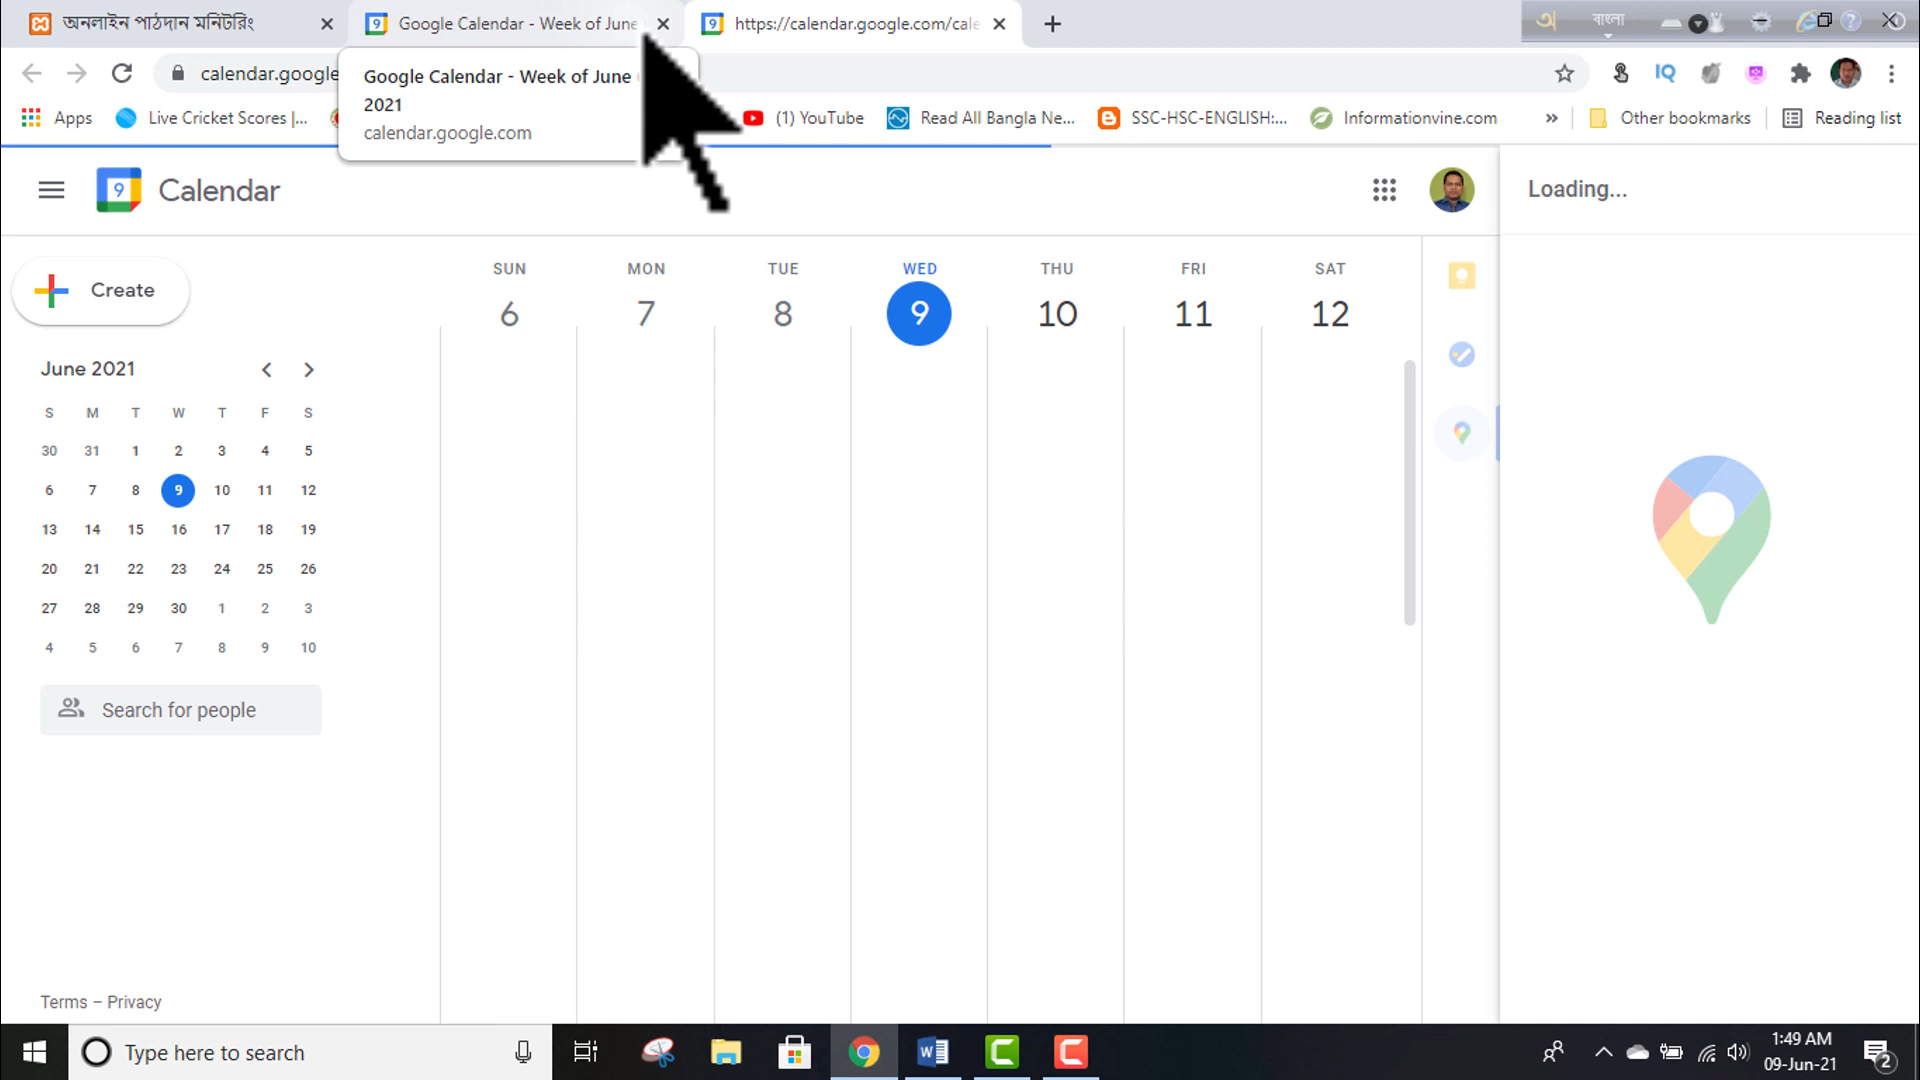 অনলাইন পাঠদান মনিটরিং
Google Calendar - Week of June
https://calendar.google.com/cale
বাংলা
calendar.google
Google Calendar - Week of June
2021
calendar.google.com
Apps
Live Cricket Scores |...
(1) YouTube
Read All Bangla Ne...
SSC-HSC-ENGLISH:...
Informationvine.com
Other bookmarks
Reading list
IQ
9 Calendar
Loading...
Create
SUN MON TUE WED THU FRI SAT
6 7 8 9 10 11 12
June 2021
S M T W T F S
30 31 1 2 3 4 5
6 7 8 9 10 11 12
13 14 15 16 17 18 19
20 21 22 23 24 25 26
27 28 29 30 1 2 3
4 5 6 7 8 9 10
Search for people
Terms – Privacy
Type here to search
1:49 AM
09-Jun-21
2